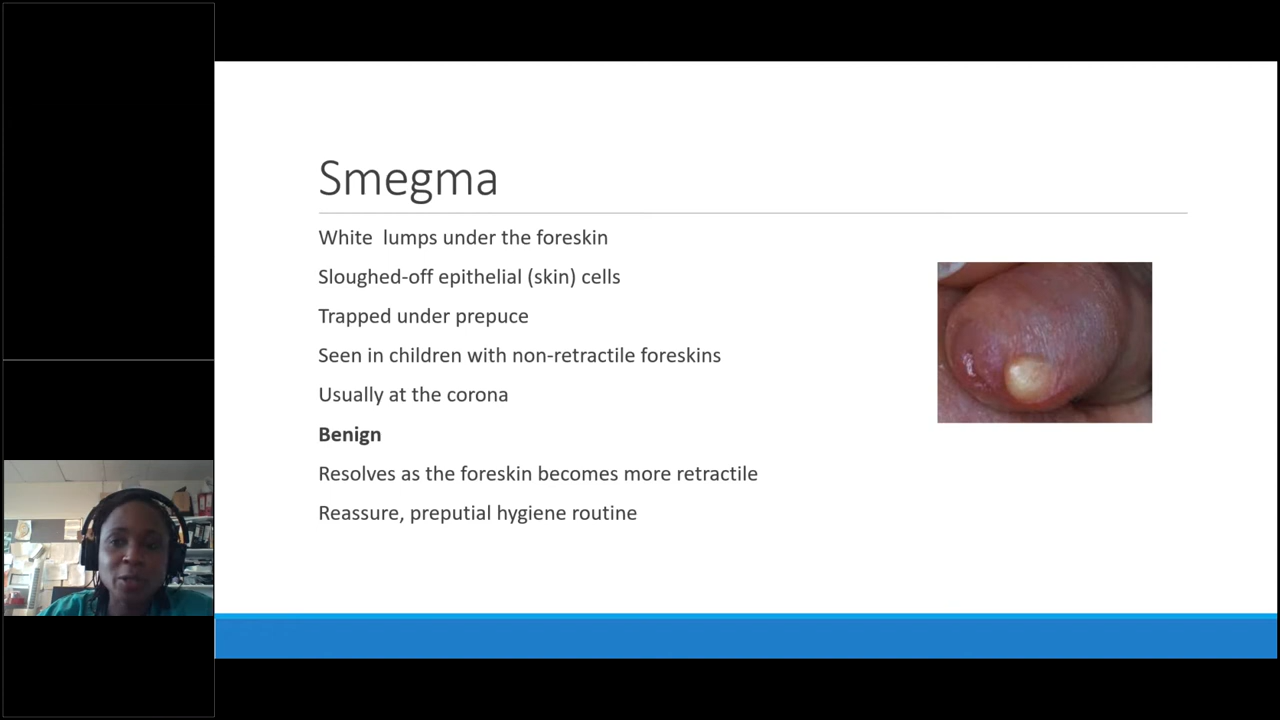 Smegma
White lumps under the foreskin
Sloughed-off epithelial (skin) cells
Trapped under prepuce
Seen in children with non-retractile foreskins
Usually at the corona
Benign
Resolves as the foreskin becomes more retractile
Reassure, preputial hygiene routine